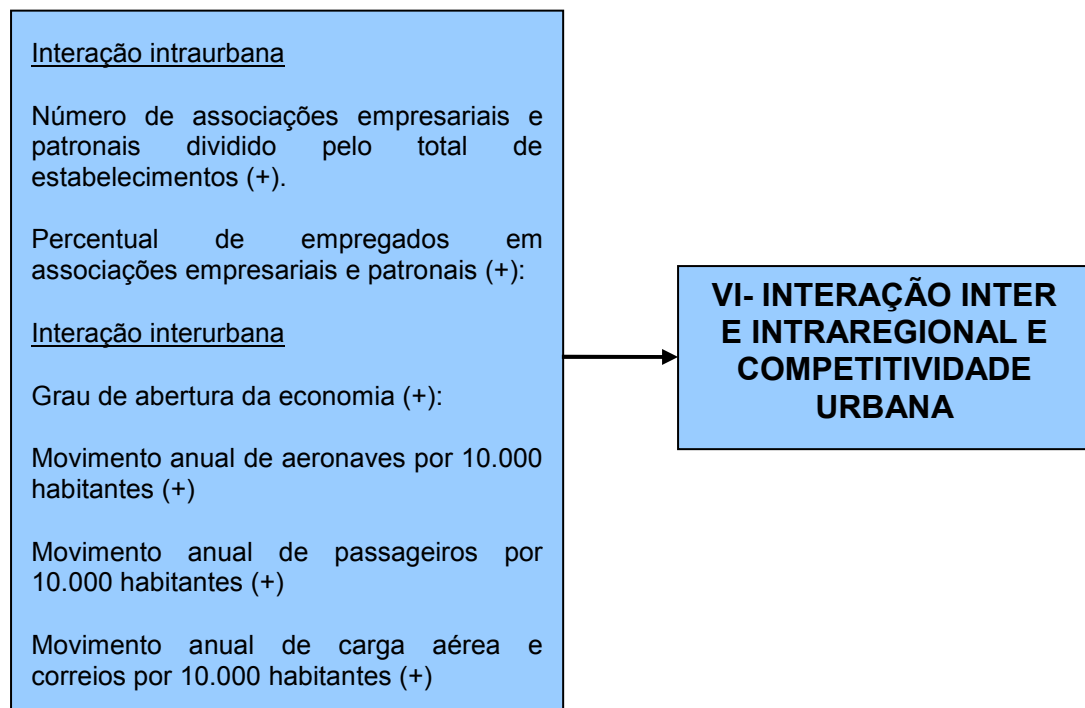 Interação intraurbana
Número de associações empresariais e
patronais dividido pelo total de
estabelecimentos (+).
Percentual de empregados em
associações empresariais e patronais (+):
Interação interurbana
Grau de abertura da economia (+):
Movimento anual de aeronaves por 10.000
habitantes (+)
Movimento anual de passageiros por
10.000 habitantes (+)
Movimento anual de carga aérea e
correios por 10.000 habitantes (+)
VI- INTERAÇÃO INTER
E INTRAREGIONAL E
COMPETITIVIDADE
URBANA